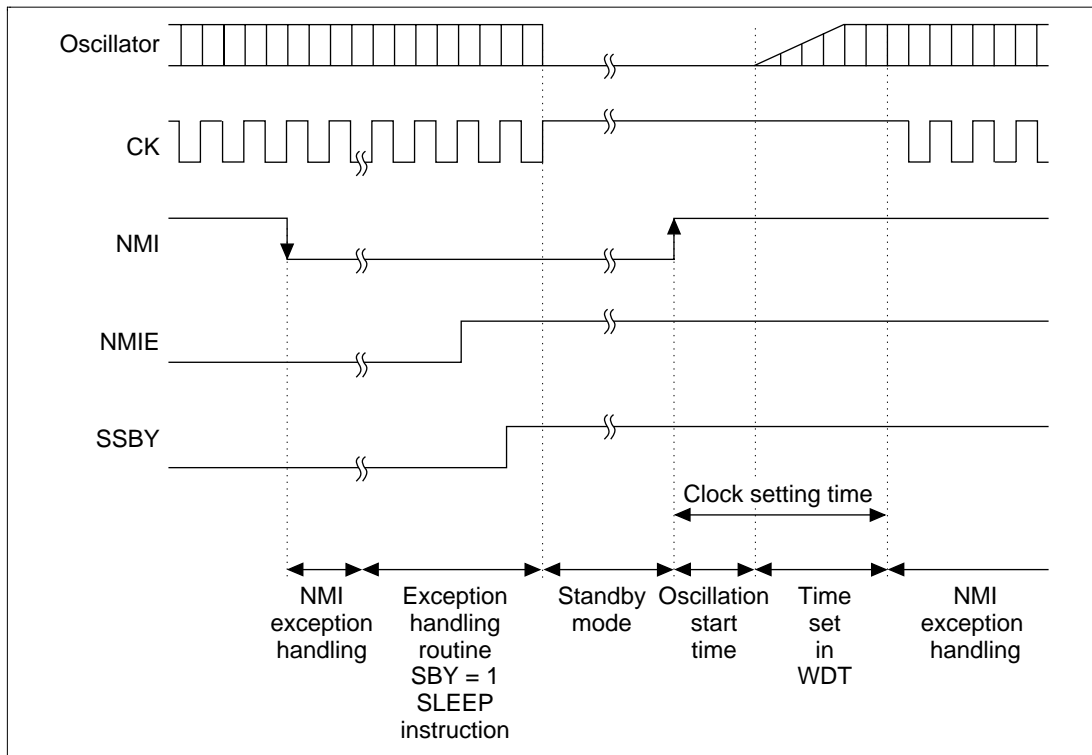 Oscillator
CK
NMI
NMIE
SSBY
Clock setting time
NMI
exception
handling
Exception
handling
routine
SBY = 1
SLEEP
instruction
Standby
mode
Oscillation
start
time
Time
set
in
WDT
NMI
exception
handling